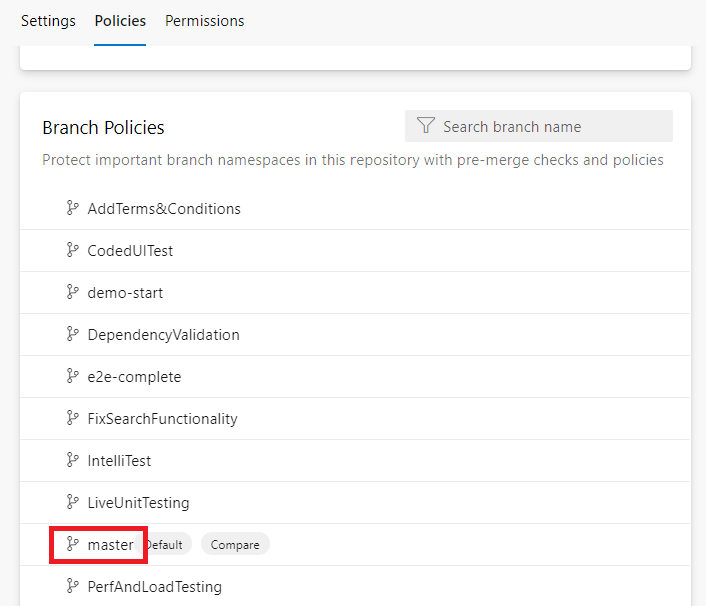 Settings Policies Permissions
Branch Policies
Search branch name
Protect important branch namespaces in this repository with pre-merge checks and policies
AddTerms&Conditions
CodedUITest
demo-start
DependencyValidation
e2e-complete
FixSearchFunctionality
IntelliTest
LiveUnitTesting
master Default Compare
PerfAndLoadTesting